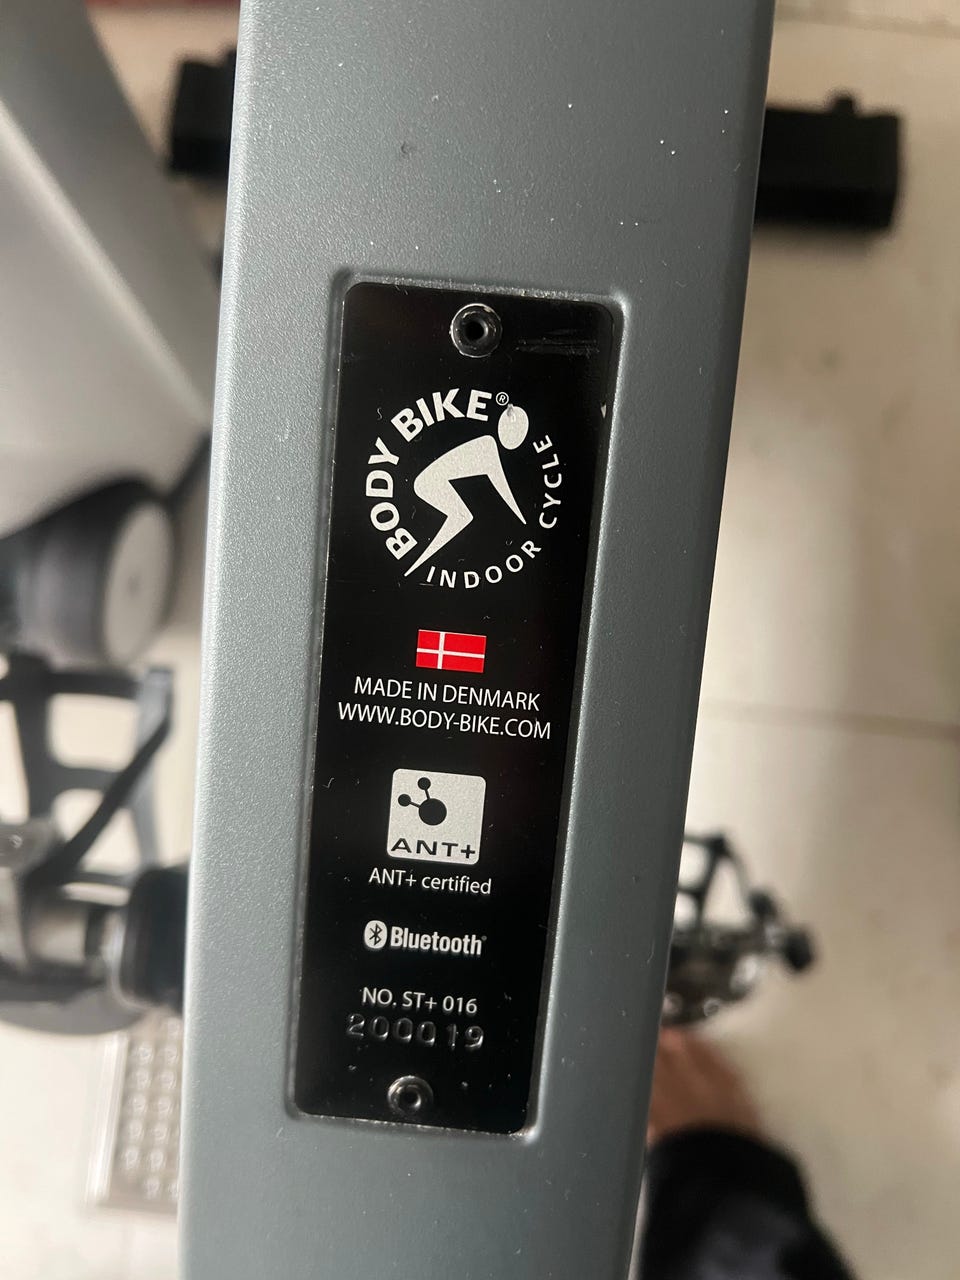 BODY BIKE®
INDOOR CYCLE
MADE IN DENMARK
WWW.BODY-BIKE.COM
ANT+
ANT+ certified
Bluetooth®
NO. ST+ 016
200019